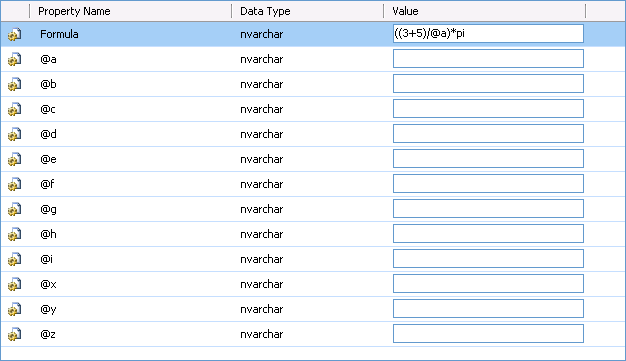 Property Name Data Type Value
Formula nvarchar ((3+5)/@a)*pi
@a nvarchar
@b nvarchar
@c nvarchar
@d nvarchar
@e nvarchar
@f nvarchar
@g nvarchar
@h nvarchar
@i nvarchar
@x nvarchar
@y nvarchar
@z nvarchar